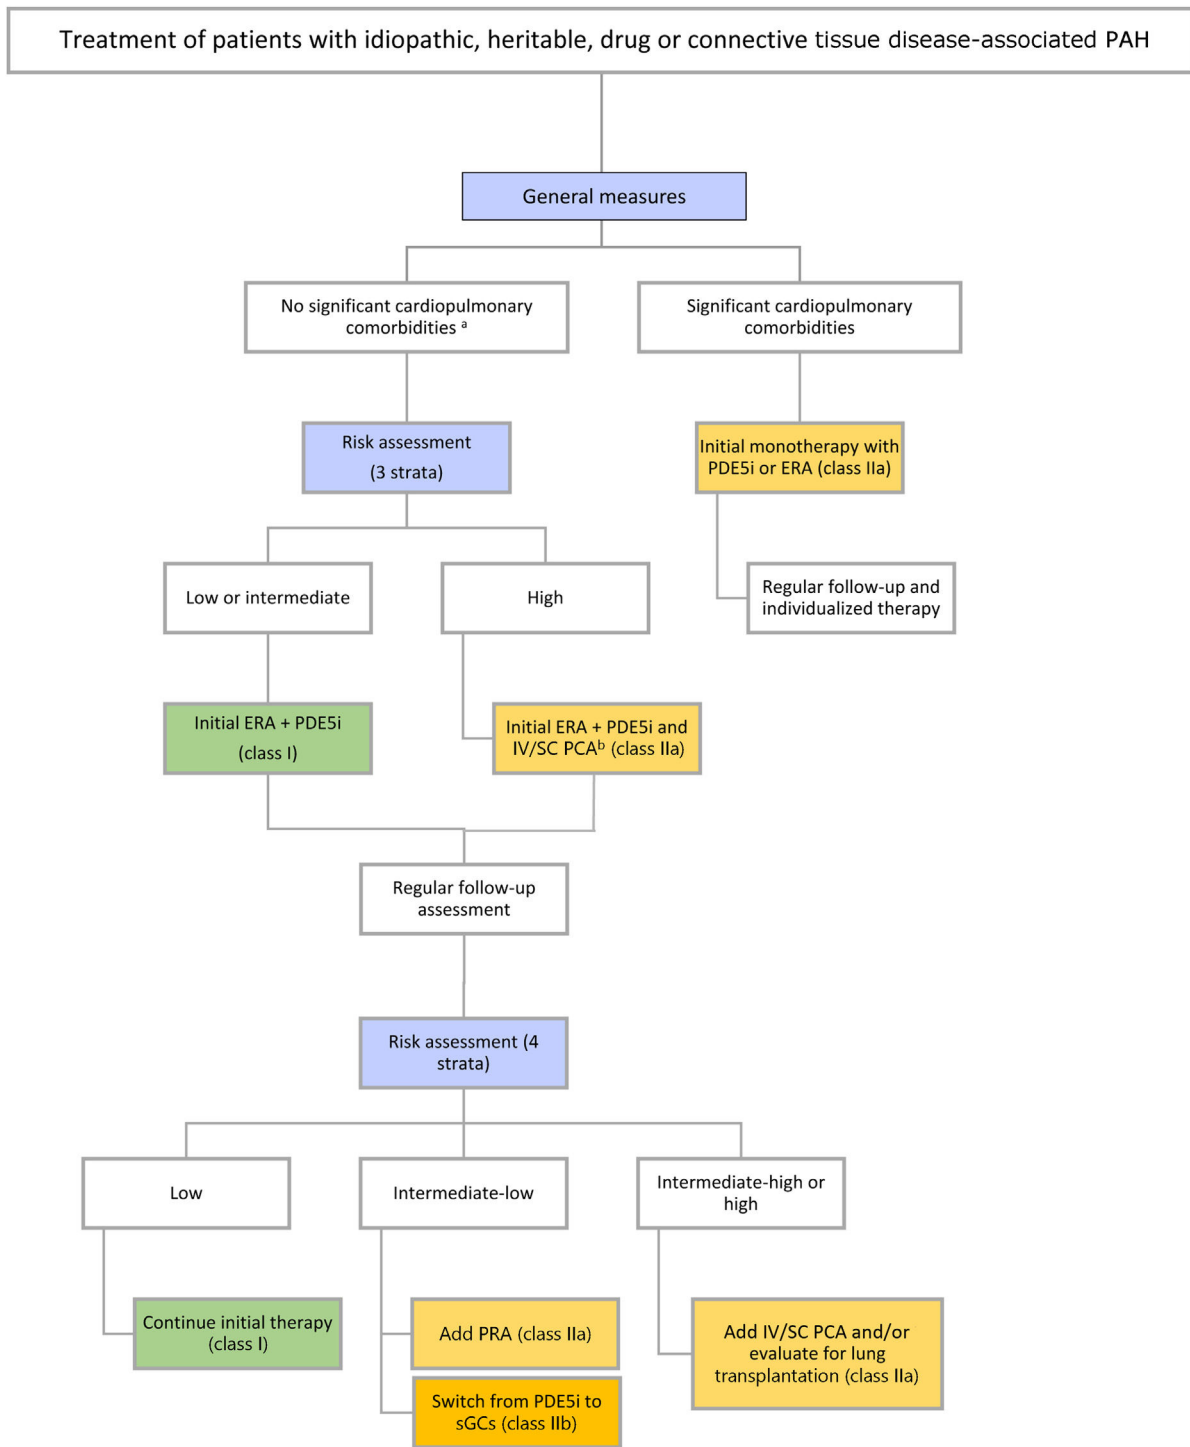 Treatment of patients with idiopathic, heritable, drug or connective tissue disease-associated PAH
General measures
No significant cardiopulmonary
comorbidities ᵃ
Significant cardiopulmonary
comorbidities
Risk assessment
(3 strata)
Initial monotherapy with
PDE5i or ERA (class IIa)
Low or intermediate
High
Regular follow-up and
individualized therapy
Initial ERA + PDE5i
(class I)
Initial ERA + PDE5i and
IV/SC PCAᵇ (class IIa)
Regular follow-up
assessment
Risk assessment (4
strata)
Low
Intermediate-low
Intermediate-high or
high
Continue initial therapy
(class I)
Add PRA (class IIa)
Add IV/SC PCA and/or
evaluate for lung
transplantation (class IIa)
Switch from PDE5i to
sGCs (class IIb)